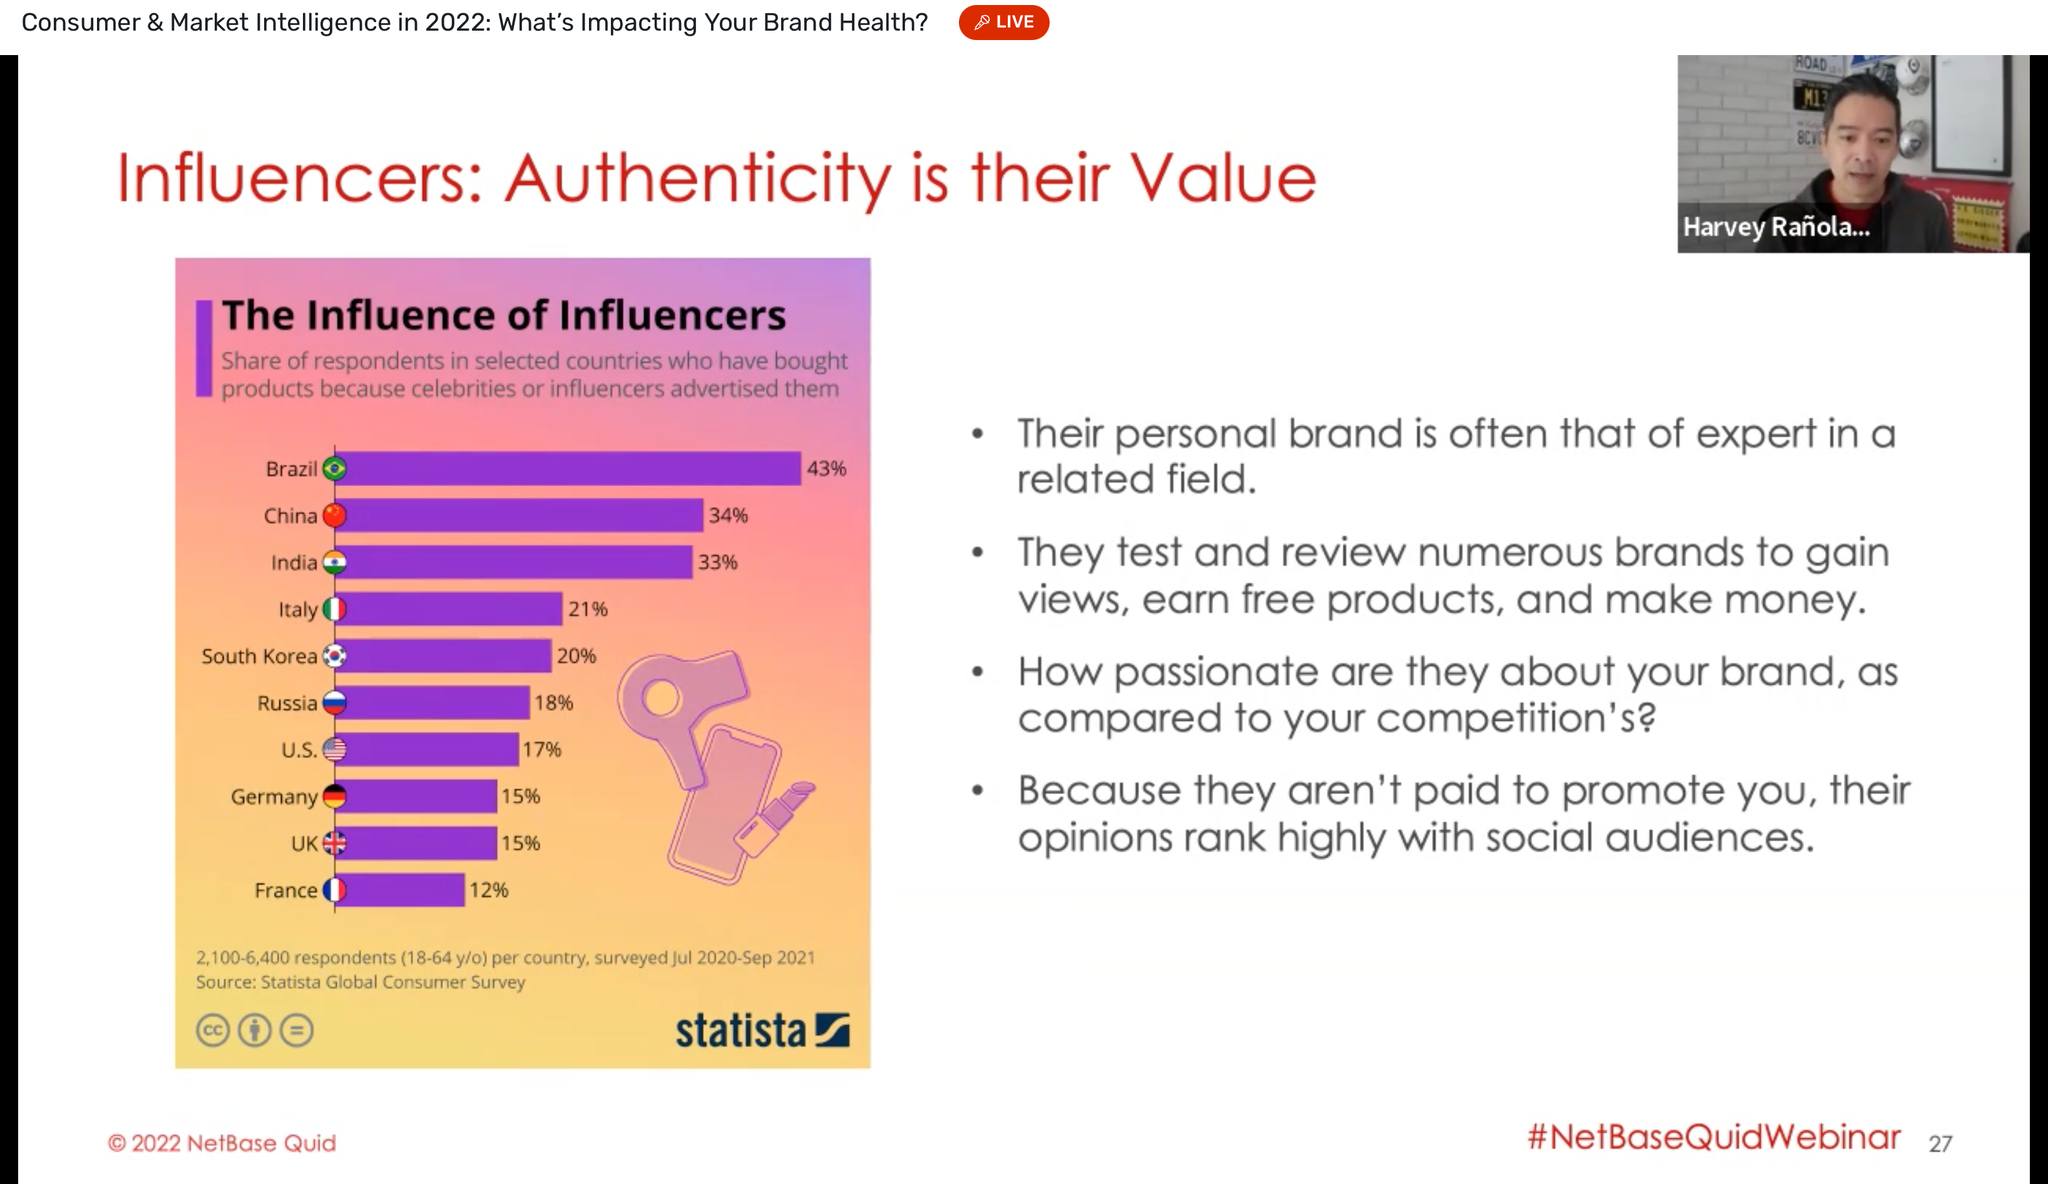 Consumer & Market Intelligence in 2022: What's Impacting Your Brand Health?
LIVE
Influencers: Authenticity is their Value
ROAD
M13
8CV
Harvey Rañola...
The Influence of Influencers
Share of respondents in selected countries who have bought
products because celebrities or influencers advertised them
Brazil 43%
China 34%
India 33%
Italy 21%
South Korea 20%
Russia 18%
U.S. 17%
Germany 15%
UK 15%
France 12%
2,100-6,400 respondents (18-64 y/o) per country, surveyed Jul 2020-Sep 2021
Source: Statista Global Consumer Survey
cc
statista
• Their personal brand is often that of expert in a
related field.
• They test and review numerous brands to gain
views, earn free products, and make money.
• How passionate are they about your brand, as
compared to your competition's?
• Because they aren't paid to promote you, their
opinions rank highly with social audiences.
© 2022 NetBase Quid
#NetBaseQuidWebinar 27